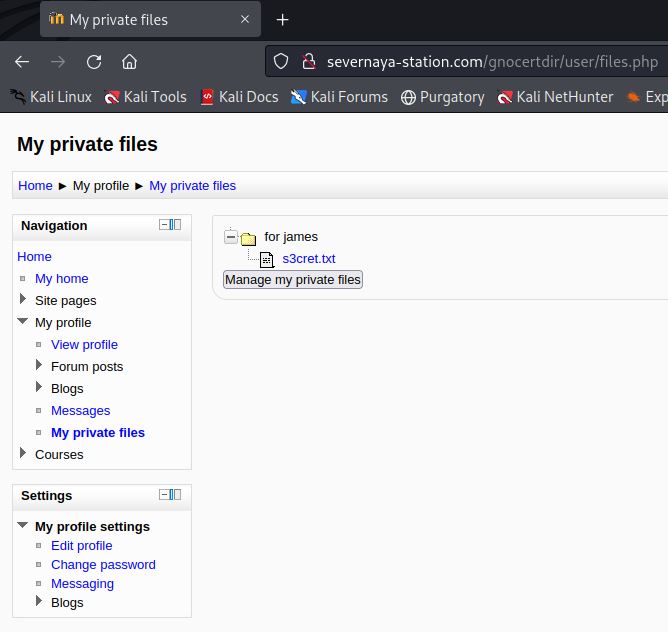 My private files
severnaya-station.com/gnocertdir/user/files.php
Kali Linux Kali Tools Kali Docs Kali Forums Purgatory Kali NetHunter Exp
My private files
Home ► My profile ► My private files
Navigation
Home
My home
Site pages
My profile
View profile
Forum posts
Blogs
Messages
My private files
Courses
for james
s3cret.txt
Manage my private files
Settings
My profile settings
Edit profile
Change password
Messaging
Blogs